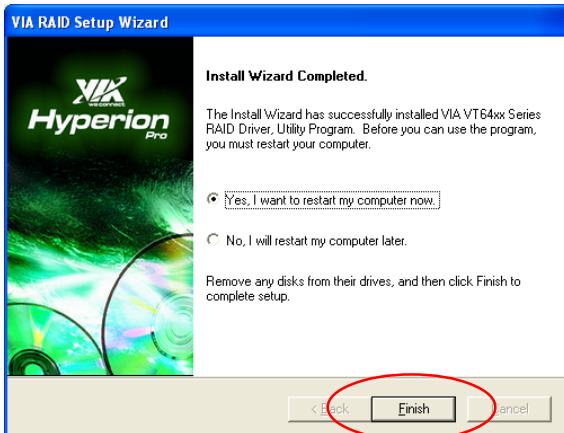 VIA RAID Setup Wizard
VIA
we connect
Hyperion
Pro
Install Wizard Completed.
The Install Wizard has successfully installed VIA VT64xx Series
RAID Driver, Utility Program. Before you can use the program,
you must restart your computer.
Yes, I want to restart my computer now.
No, I will restart my computer later.
Remove any disks from their drives, and then click Finish to
complete setup.
< Back Finish Cancel